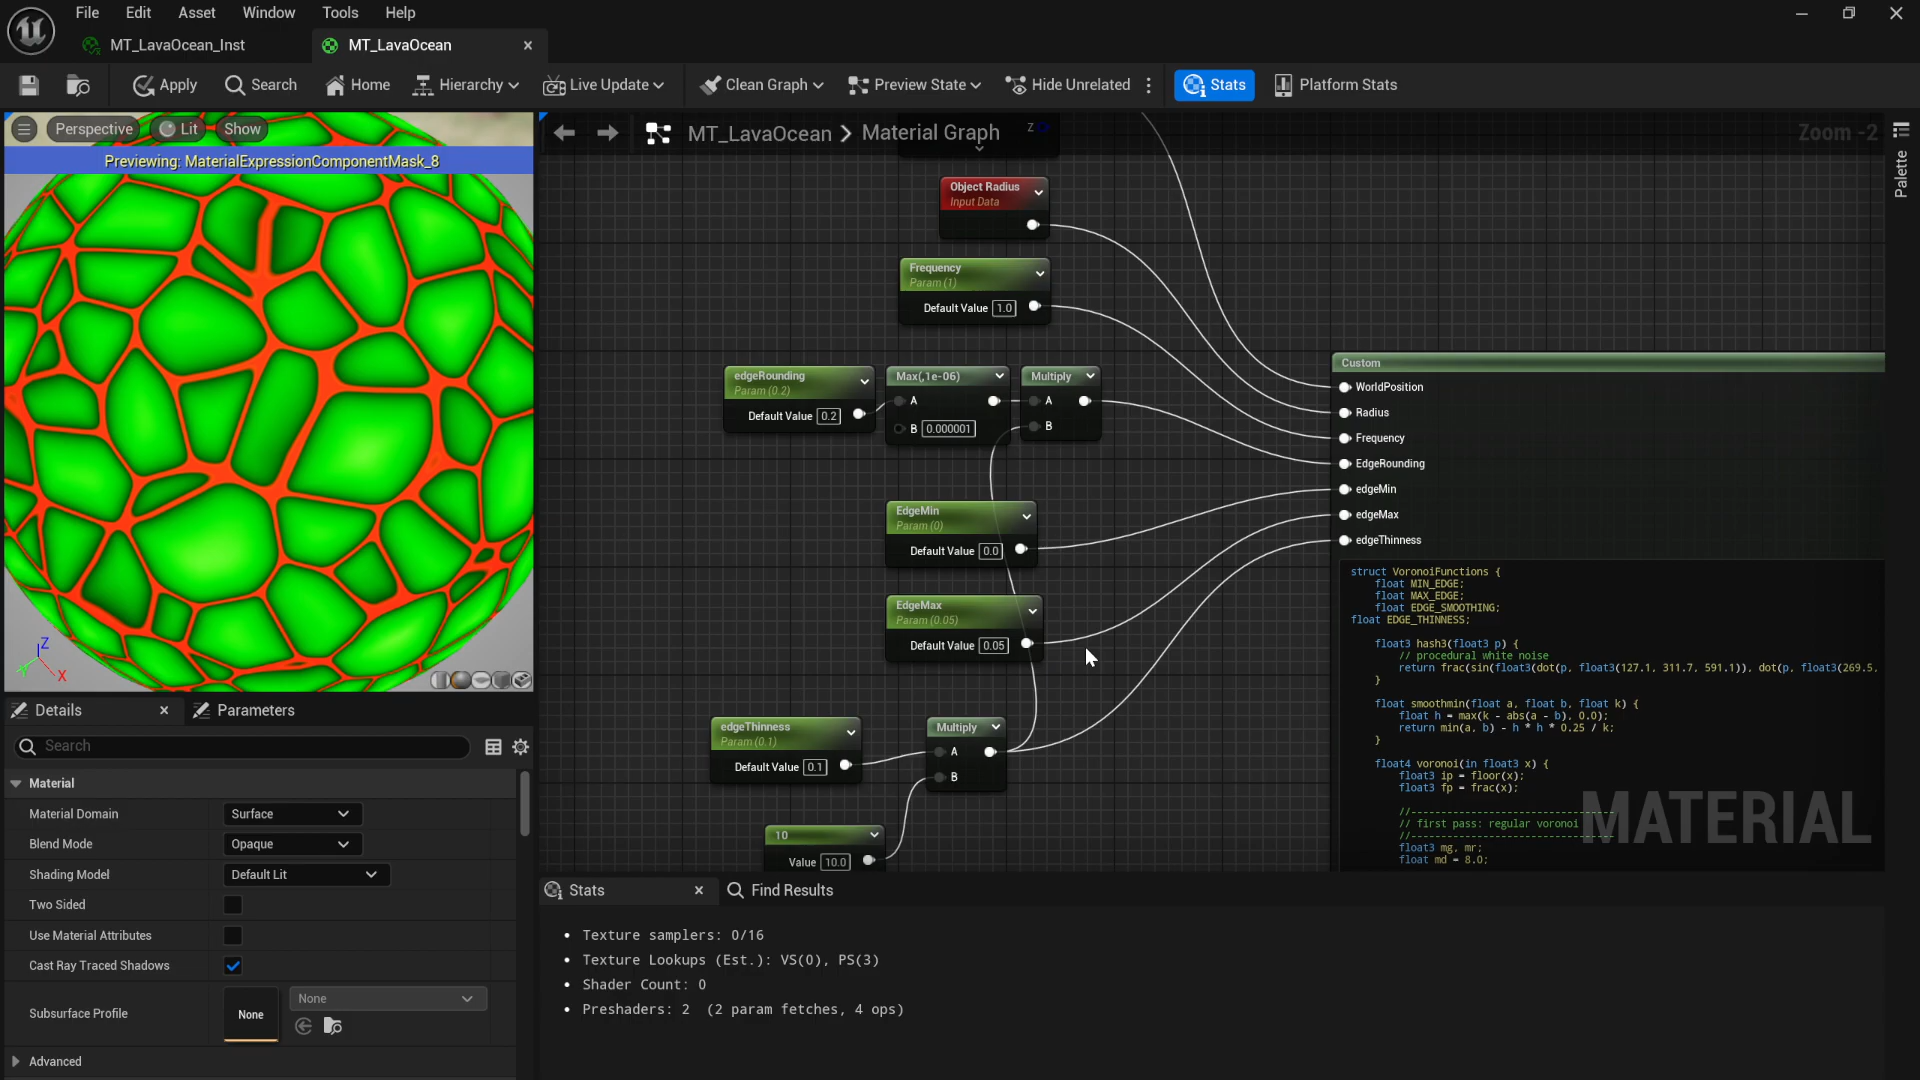 File Edit Asset Window Tools Help
MT_LavaOcean_Inst MT_LavaOcean
Apply Search Home Hierarchy Live Update Clean Graph Preview State Hide Unrelated Stats Platform Stats
Perspective Lit Show
Previewing: MaterialExpressionComponentMask_8
MT_LavaOcean Material Graph
Z
Zoom -2
Palette
Object Radius
Input Data
Frequency
Param (1)
Default Value 1.0
edgeRounding
Param (0.2)
Default Value 0.2
Max(,1e-06)
A
B 0.000001
Multiply
A
B
EdgeMin
Param (0)
Default Value 0.0
EdgeMax
Param (0.05)
Default Value 0.05
edgeThinness
Param (0.1)
Default Value 0.1
Multiply
A
B
10
Value 10.0
Custom
WorldPosition
Radius
Frequency
EdgeRounding
edgeMin
edgeMax
edgeThinness
struct VoronoiFunctions {
float MIN_EDGE;
float MAX_EDGE;
float EDGE_SMOOTHING;
float EDGE_THINNESS;
float3 hash3(float3 p) {
// procedural white noise
return frac(sin(float3(dot(p, float3(127.1, 311.7, 591.1)), dot(p, float3(269.5,
}
float smoothmin(float a, float b, float k) {
float h = max(k - abs(a - b), 0.0);
return min(a, b) - h * h * 0.25 / k;
}
float4 voronoi(in float3 x) {
float3 ip = floor(x);
float3 fp = frac(x);
//----------------------------------
// first pass: regular voronoi
//----------------------------------
float3 mg, mr;
float md = 8.0;
MATERIAL
Z
X
Details Parameters
Search
Material
Material Domain Surface
Blend Mode Opaque
Shading Model Default Lit
Two Sided
Use Material Attributes
Cast Ray Traced Shadows
Subsurface Profile None None
Advanced
Stats Find Results
• Texture samplers: 0/16
• Texture Lookups (Est.): VS(0), PS(3)
• Shader Count: 0
• Preshaders: 2 (2 param fetches, 4 ops)